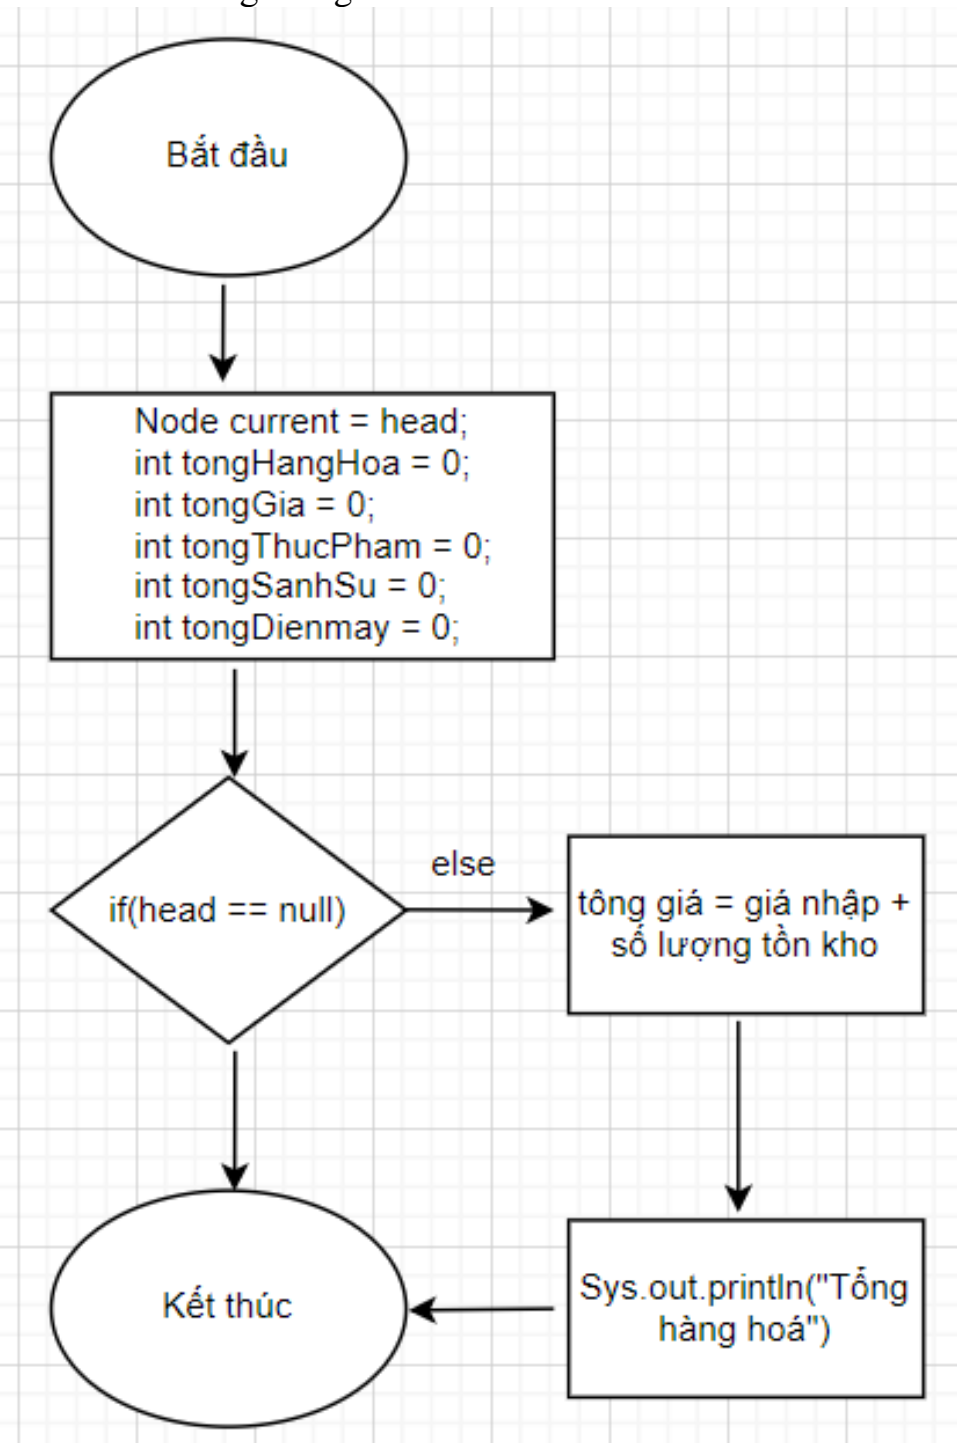 Bắt đầu
Node current = head;
int tongHangHoa = 0;
int tongGia = 0;
int tongThucPham = 0;
int tongSanhSu = 0;
int tongDienmay = 0;
if(head == null)
else
tông giá = giá nhập +
số lượng tồn kho
Sys.out.println("Tổng
hàng hoá")
Kết thúc